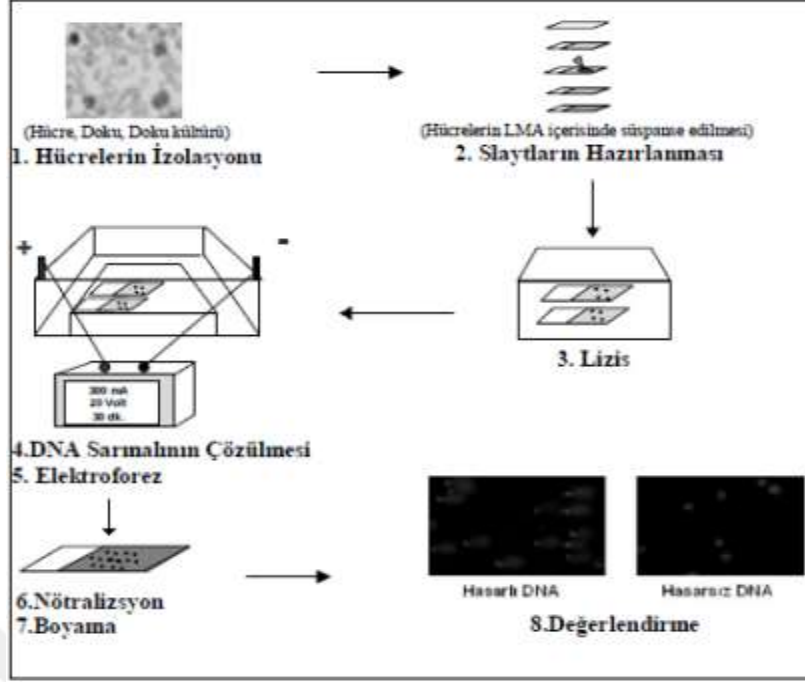 (Hücre, Doku, Doku kültürü)
1. Hücrelerin İzolasyonu
(Hücrelerin LMA içerisinde süspanse edilmesi)
2. Slaytların Hazırlanması
3. Lizis
+
-
300 mA
20 Volt
30 dk.
4.DNA Sarmalının Çözülmesi
5. Elektroforez
6.Nötralizsyon
7.Boyama
Hasarlı DNA
Hasarsız DNA
8.Değerlendirme